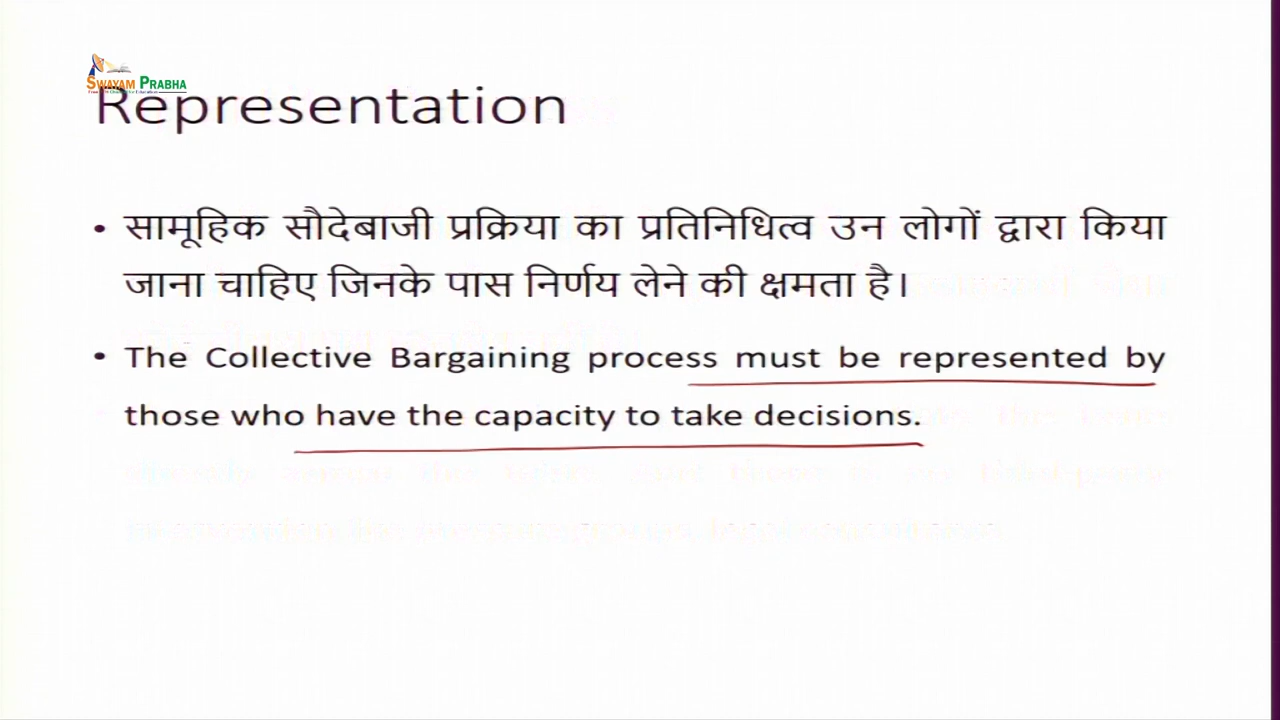 SWAYAM PRABHA
Representation
• सामूहिक सौदेबाजी प्रक्रिया का प्रतिनिधित्व उन लोगों द्वारा किया
जाना चाहिए जिनके पास निर्णय लेने की क्षमता है।
• The Collective Bargaining process must be represented by
those who have the capacity to take decisions.